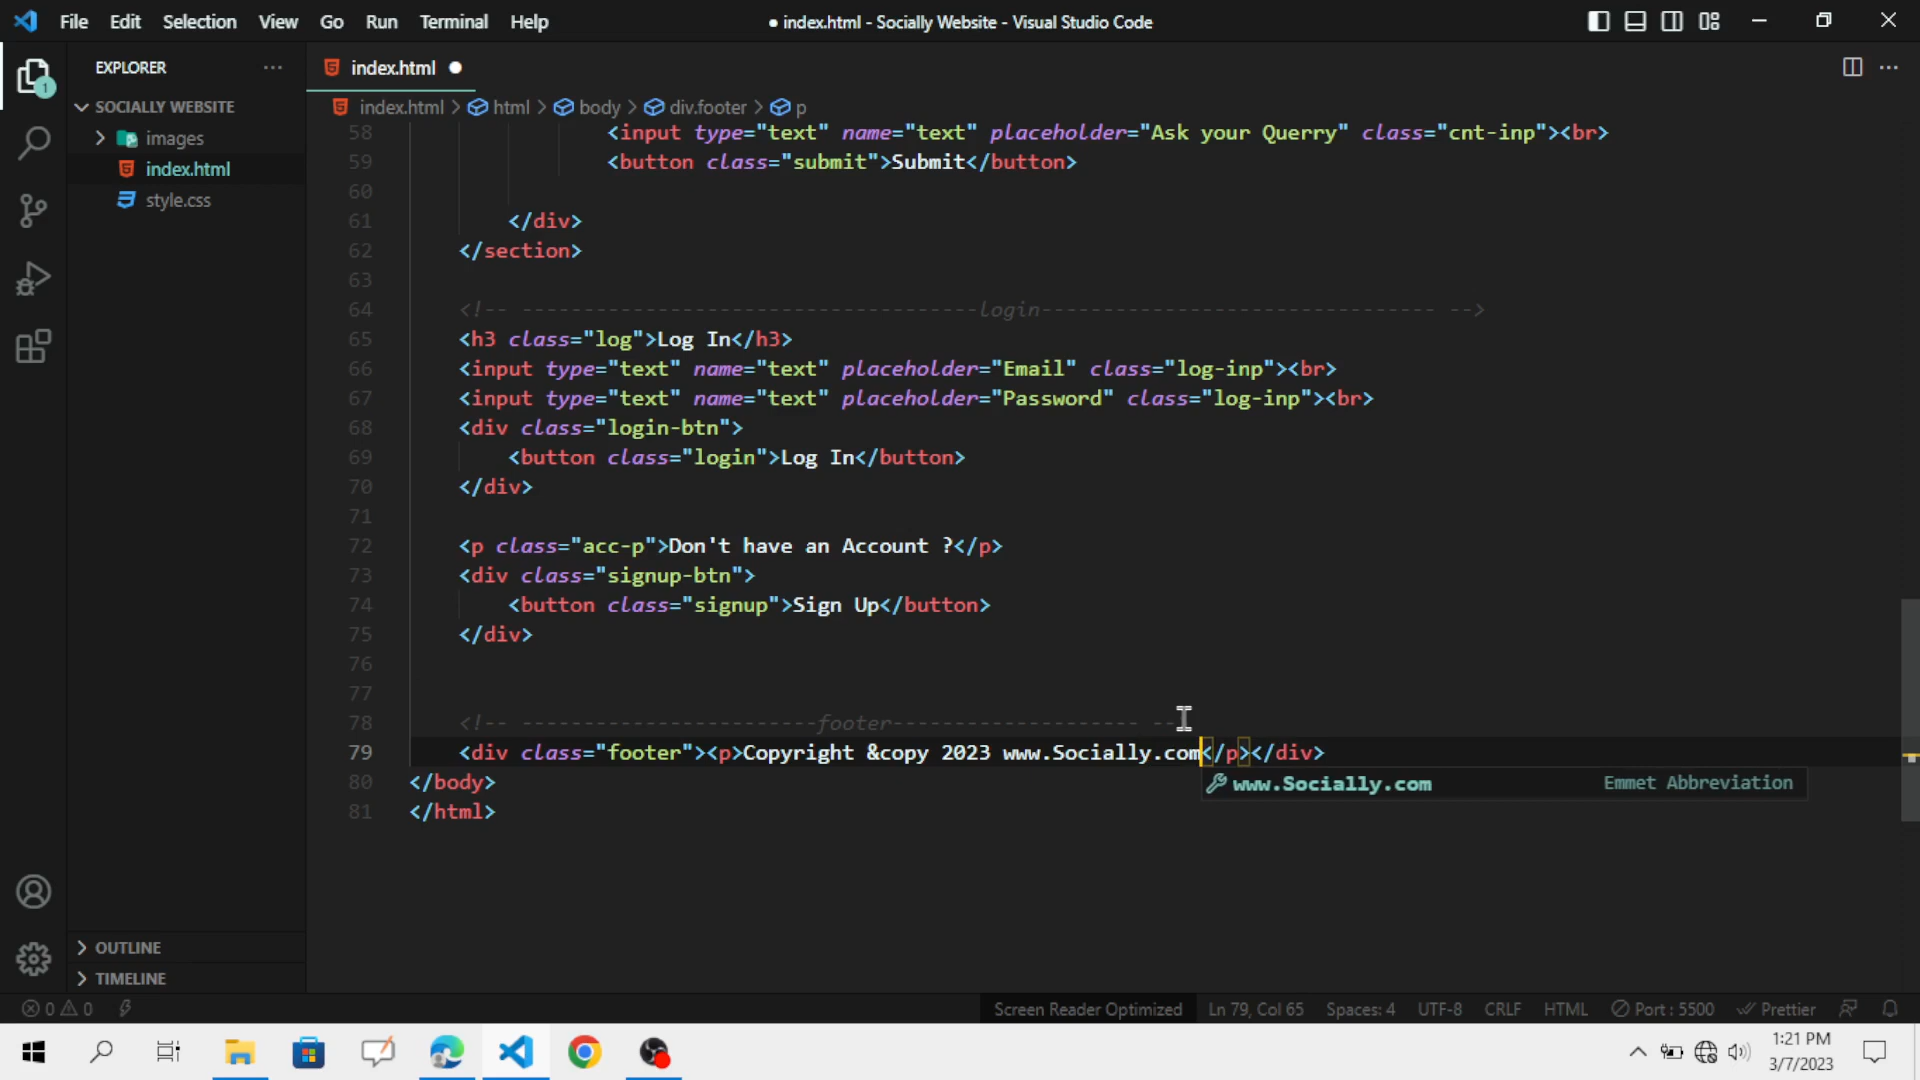 File Edit Selection View Go Run Terminal Help
● index.html - Socially Website - Visual Studio Code
EXPLORER
index.html
SOCIALLY WEBSITE
images
index.html
style.css
index.html > html > body > div.footer > p
58 <input type="text" name="text" placeholder="Ask your Querry" class="cnt-inp"><br>
59 <button class="submit">Submit</button>
60
61 </div>
62 </section>
63
64 <!-- -------------------------------------login-------------------------------- -->
65 <h3 class="log">Log In</h3>
66 <input type="text" name="text" placeholder="Email" class="log-inp"><br>
67 <input type="text" name="text" placeholder="Password" class="log-inp"><br>
68 <div class="login-btn">
69 <button class="login">Log In</button>
70 </div>
71
72 <p class="acc-p">Don't have an Account ?</p>
73 <div class="signup-btn">
74 <button class="signup">Sign Up</button>
75 </div>
76
77
78 <!-- ------------------------footer-------------------- --
79 <div class="footer"><p>Copyright &copy 2023 www.Socially.com</p></div>
www.Socially.com Emmet Abbreviation
80 </body>
81 </html>
OUTLINE
TIMELINE
0 0 Screen Reader Optimized Ln 79, Col 65 Spaces: 4 UTF-8 CRLF HTML Port : 5500 Prettier
1:21 PM
3/7/2023